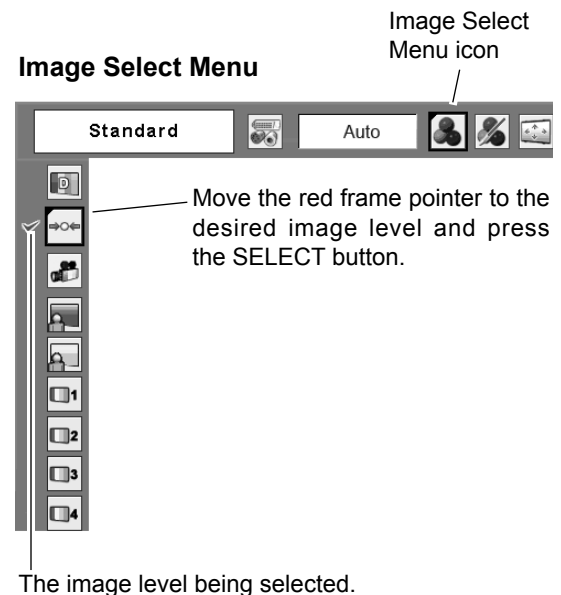 Image Select
Menu icon
Image Select Menu
Standard
Auto
D
Move the red frame pointer to the
desired image level and press
the SELECT button.
1
2
3
4
The image level being selected.